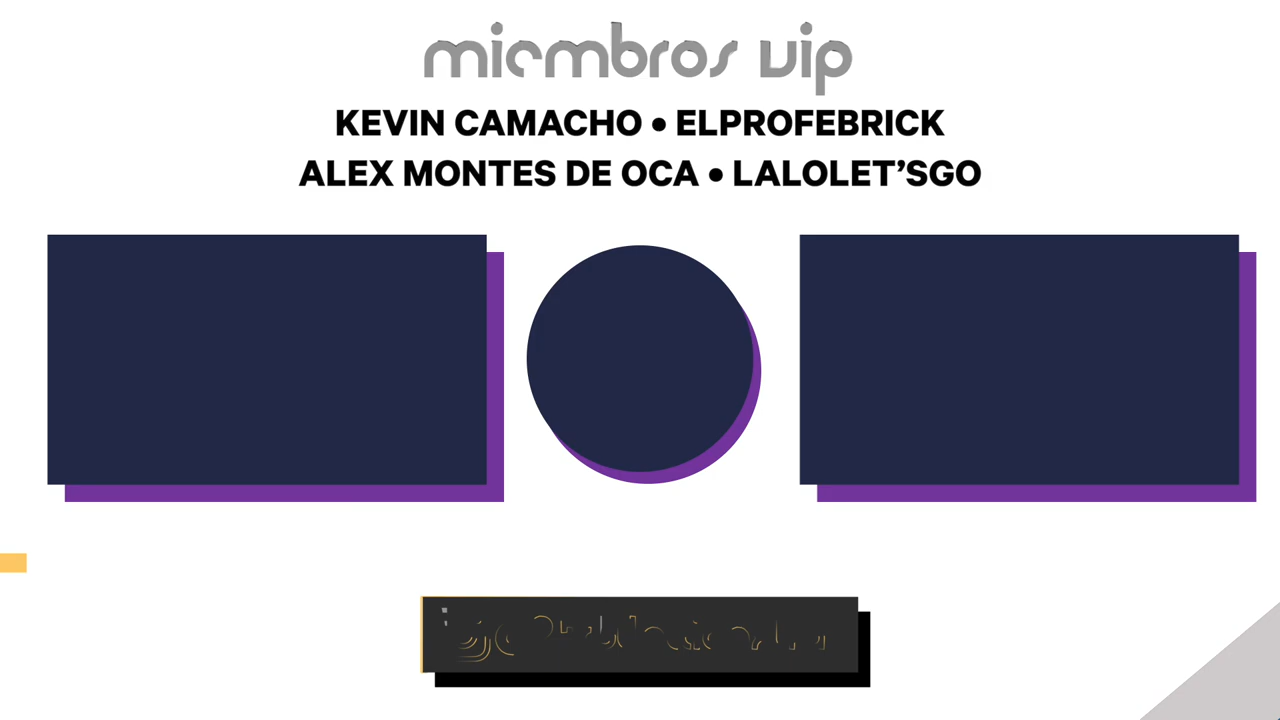 miembros vip
KEVIN CAMACHO • ELPROFEBRICK
ALEX MONTES DE OCA • LALOLET’SGO